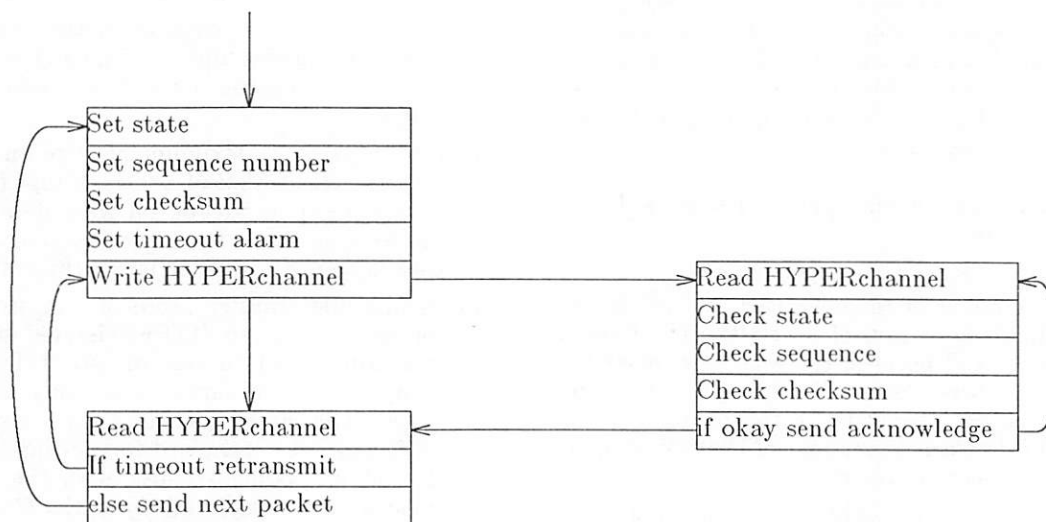 Set state
Set sequence number
Set checksum
Set timeout alarm
Write HYPERchannel
Read HYPERchannel
Check state
Check sequence
Check checksum
if okay send acknowledge
Read HYPERchannel
If timeout retransmit
else send next packet